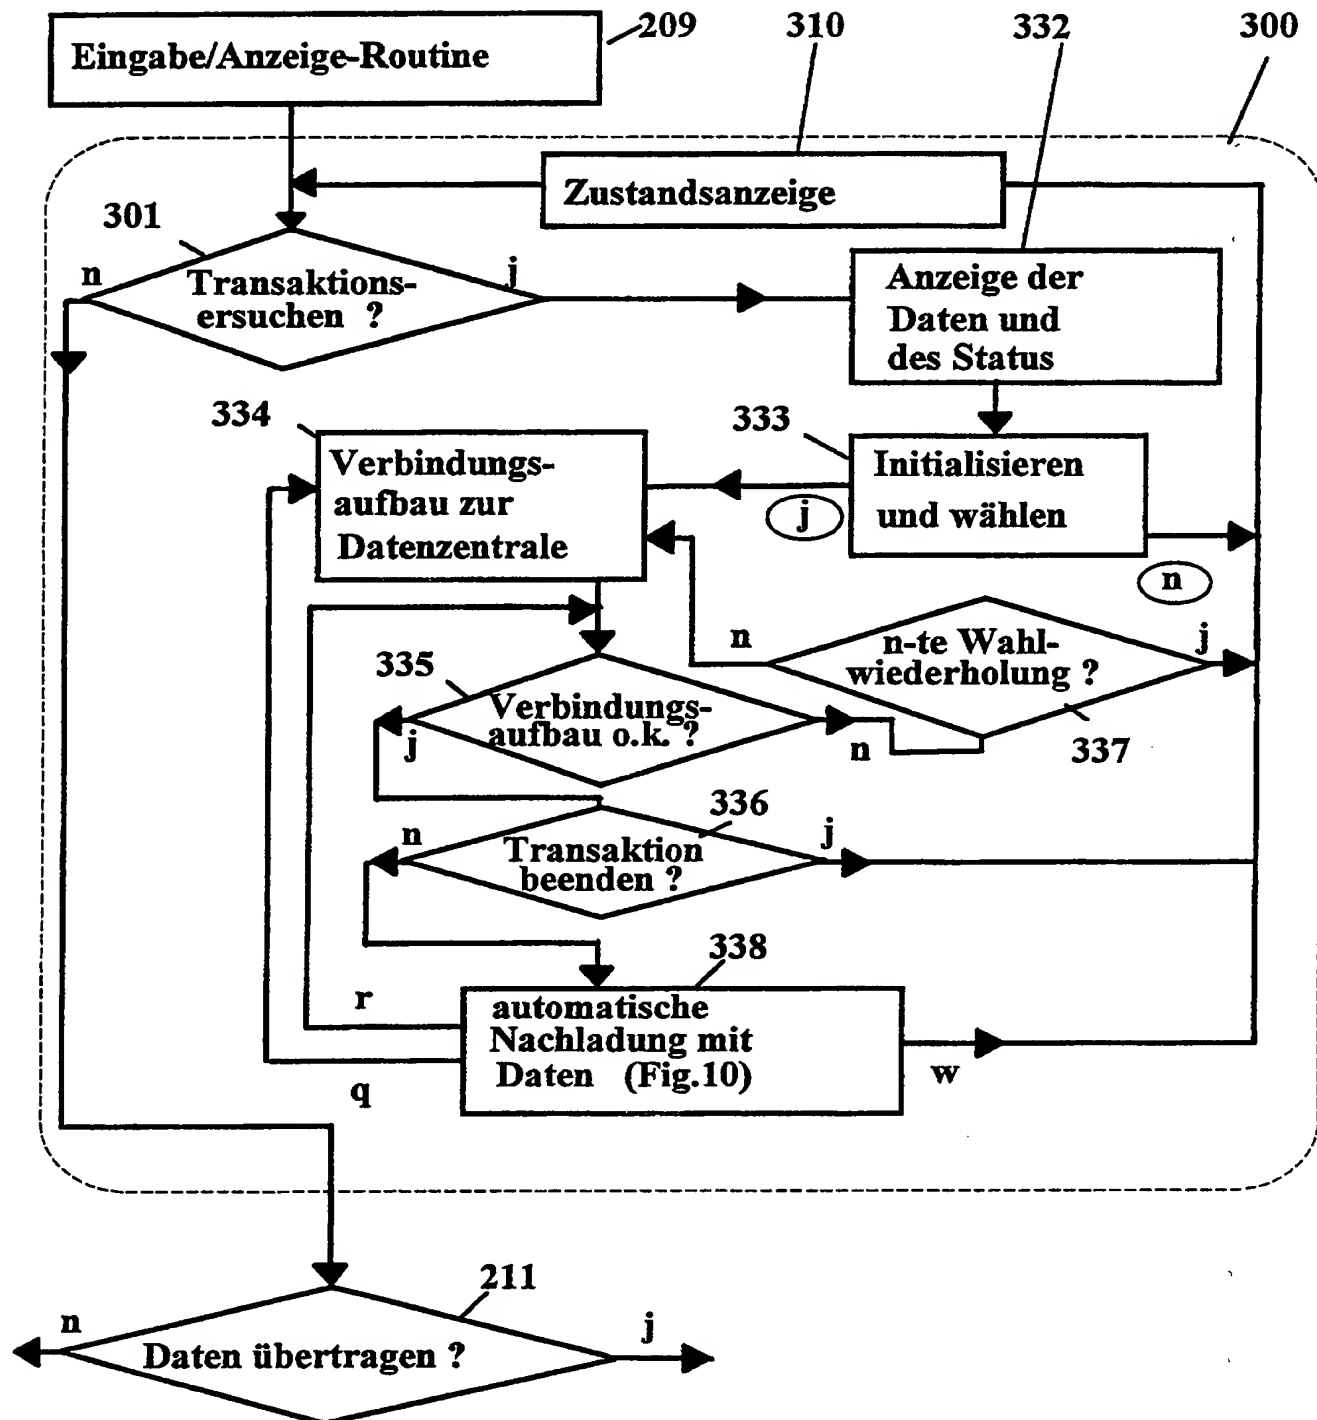 209
310
332
300
Eingabe/Anzeige-Routine
Zustandsanzeige
301
n
j
Transaktions-
ersuchen ?
Anzeige der
Daten und
des Status
334
333
Verbindungs-
aufbau zur
Datenzentrale
Initialisieren
und wählen
j
n
n
j
n-te Wahl-
wiederholung ?
335
Verbindungs-
aufbau o.k. ?
j
n
337
336
n
j
Transaktion
beenden ?
338
r
automatische
Nachladung mit
Daten (Fig.10)
q
w
211
n
j
Daten übertragen ?